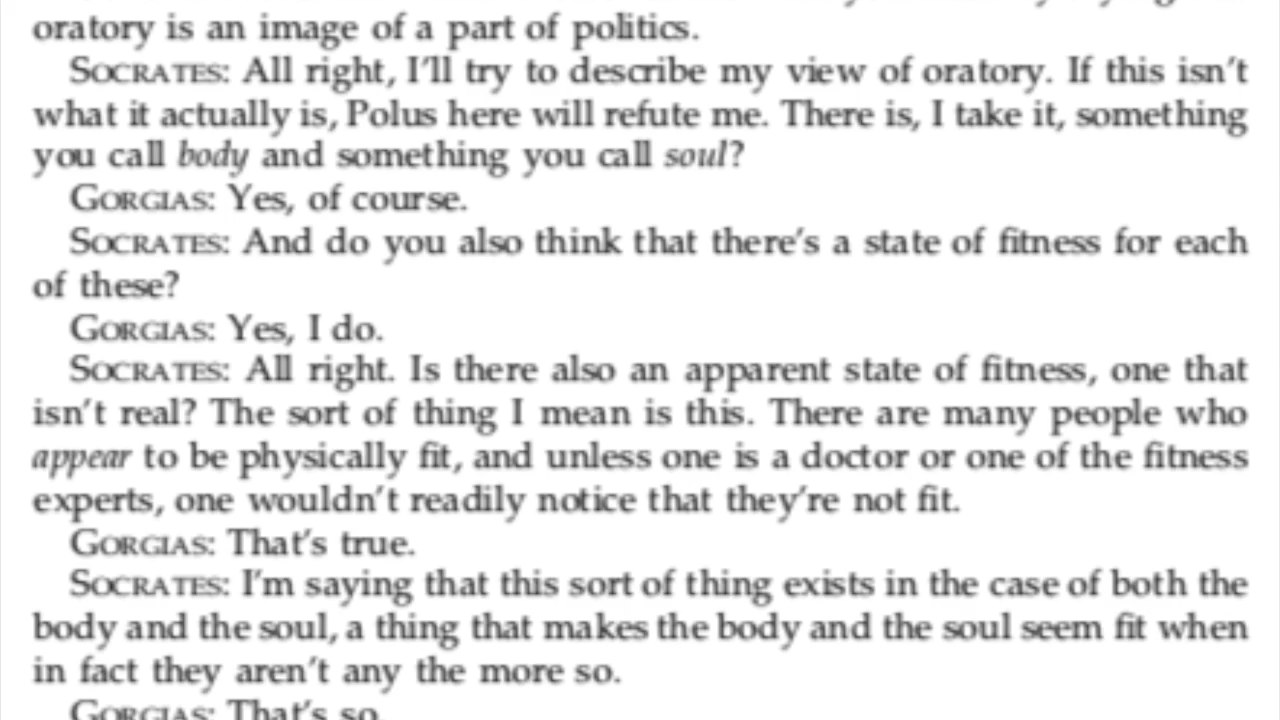 oratory is an image of a part of politics.
SOCRATES: All right, I'll try to describe my view of oratory. If this isn't
what it actually is, Polus here will refute me. There is, I take it, something
you call body and something you call soul?
GORGIAS: Yes, of course.
SOCRATES: And do you also think that there's a state of fitness for each
of these?
GORGIAS: Yes, I do.
SOCRATES: All right. Is there also an apparent state of fitness, one that
isn't real? The sort of thing I mean is this. There are many people who
appear to be physically fit, and unless one is a doctor or one of the fitness
experts, one wouldn't readily notice that they're not fit.
GORGIAS: That's true.
SOCRATES: I'm saying that this sort of thing exists in the case of both the
body and the soul, a thing that makes the body and the soul seem fit when
in fact they aren't any the more so.
GORGIAS: That's so.